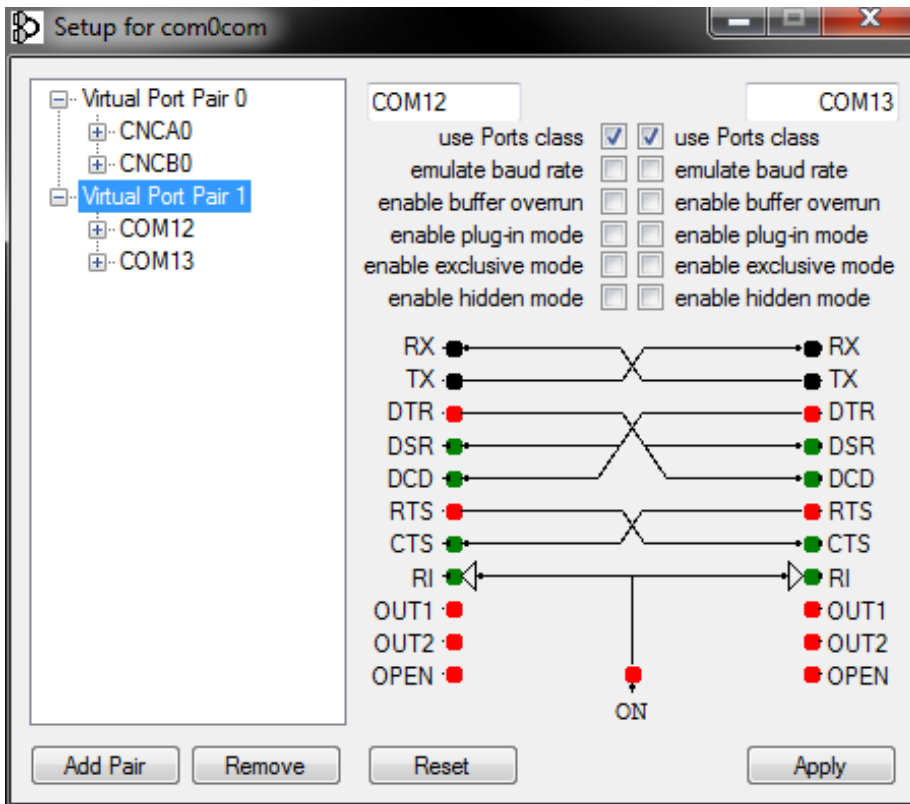 Setup for com0com
Virtual Port Pair 0
CNCA0
CNCB0
Virtual Port Pair 1
COM12
COM13
COM12 COM13
use Ports class use Ports class
emulate baud rate emulate baud rate
enable buffer overrun enable buffer overrun
enable plug-in mode enable plug-in mode
enable exclusive mode enable exclusive mode
enable hidden mode enable hidden mode
RX RX
TX TX
DTR DTR
DSR DSR
DCD DCD
RTS RTS
CTS CTS
RI RI
OUT1 OUT1
OUT2 OUT2
OPEN OPEN
ON
Add Pair Remove Reset Apply